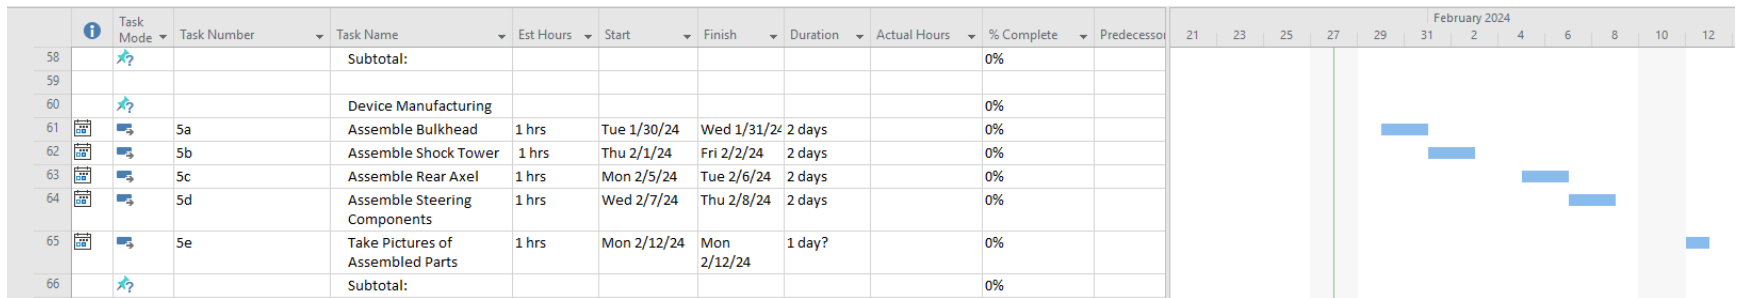 February 2024
Task
Mode Task Number Task Name Est Hours Start Finish Duration Actual Hours % Complete Predecessor 21 23 25 27 29 31 2 4 6 8 10 12
58 Subtotal: 0%
59
60 Device Manufacturing 0%
61 5a Assemble Bulkhead 1 hrs Tue 1/30/24 Wed 1/31/24 2 days 0%
62 5b Assemble Shock Tower 1 hrs Thu 2/1/24 Fri 2/2/24 2 days 0%
63 5c Assemble Rear Axel 1 hrs Mon 2/5/24 Tue 2/6/24 2 days 0%
64 5d Assemble Steering 1 hrs Wed 2/7/24 Thu 2/8/24 2 days 0%
Components
65 5e Take Pictures of 1 hrs Mon 2/12/24 Mon 1 day? 0%
Assembled Parts 2/12/24
66 Subtotal: 0%